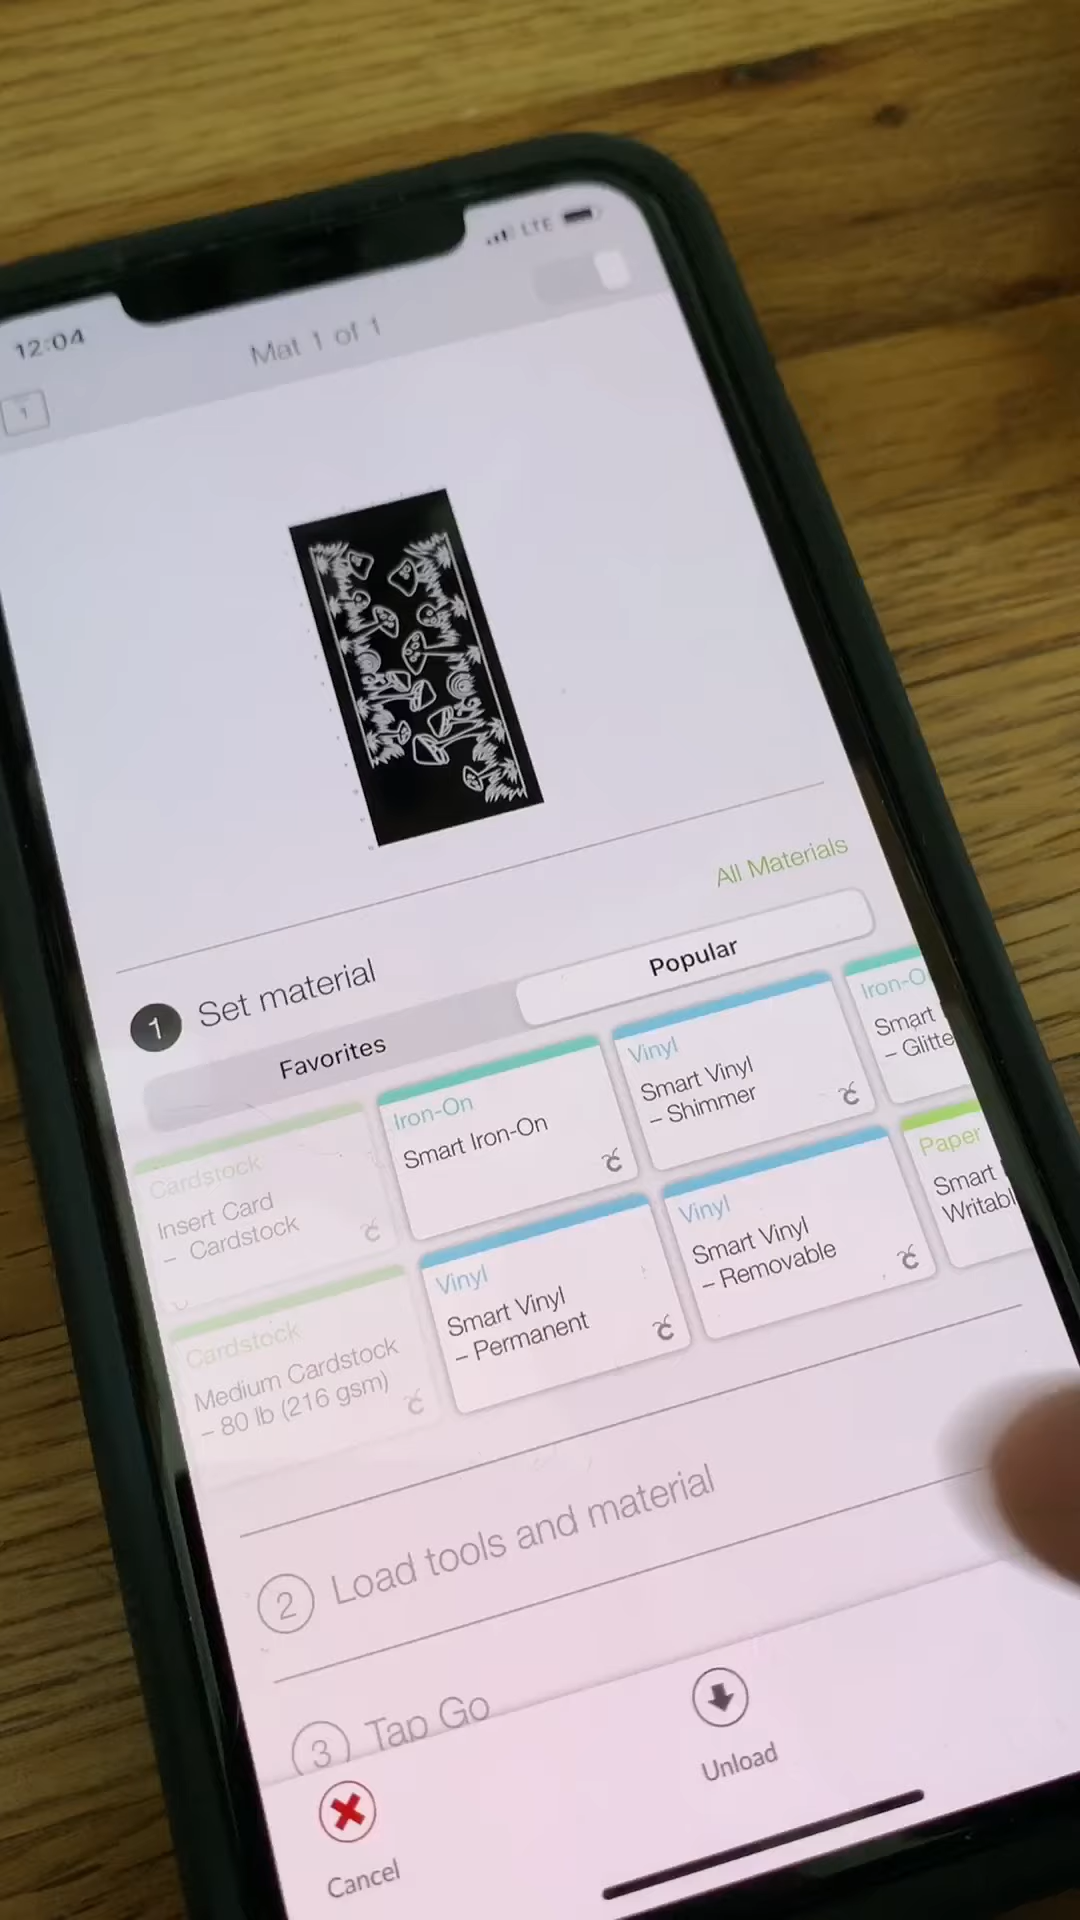 12:04
LTE
Mat 1 of 1
1
All Materials
1 Set material
Favorites
Popular
Cardstock
Insert Card
– Cardstock
Iron-On
Smart Iron-On
Vinyl
Smart Vinyl
– Shimmer
Iron-O
Smart
– Glitte
Cardstock
Medium Cardstock
– 80 lb (216 gsm)
Vinyl
Smart Vinyl
– Permanent
Vinyl
Smart Vinyl
– Removable
Paper
Smart
Writabl
2 Load tools and material
3 Tap Go
Cancel
Unload